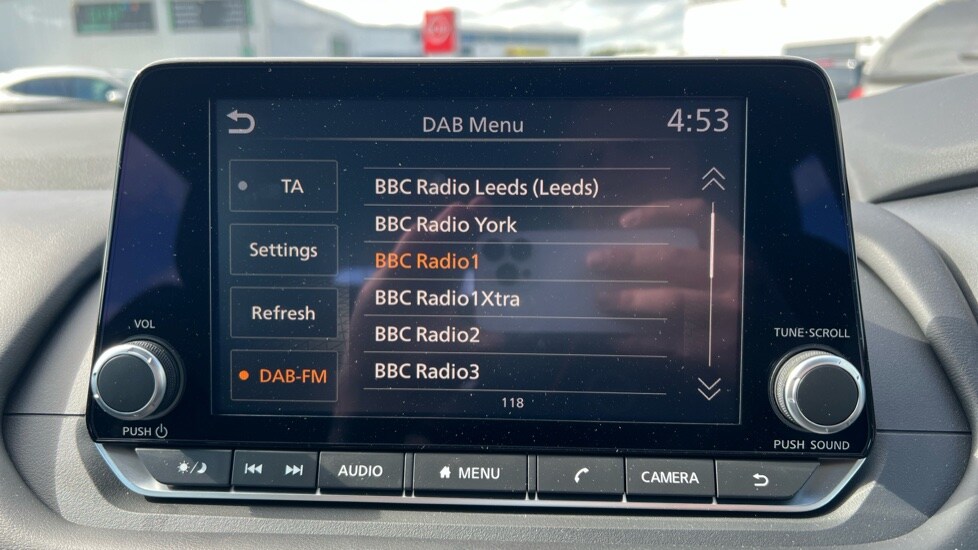 DAB Menu
4:53
TA
Settings
Refresh
DAB-FM
BBC Radio Leeds (Leeds)
BBC Radio York
BBC Radio1
BBC Radio1Xtra
BBC Radio2
BBC Radio3
118
VOL
PUSH
TUNE·SCROLL
PUSH SOUND
AUDIO
MENU
CAMERA